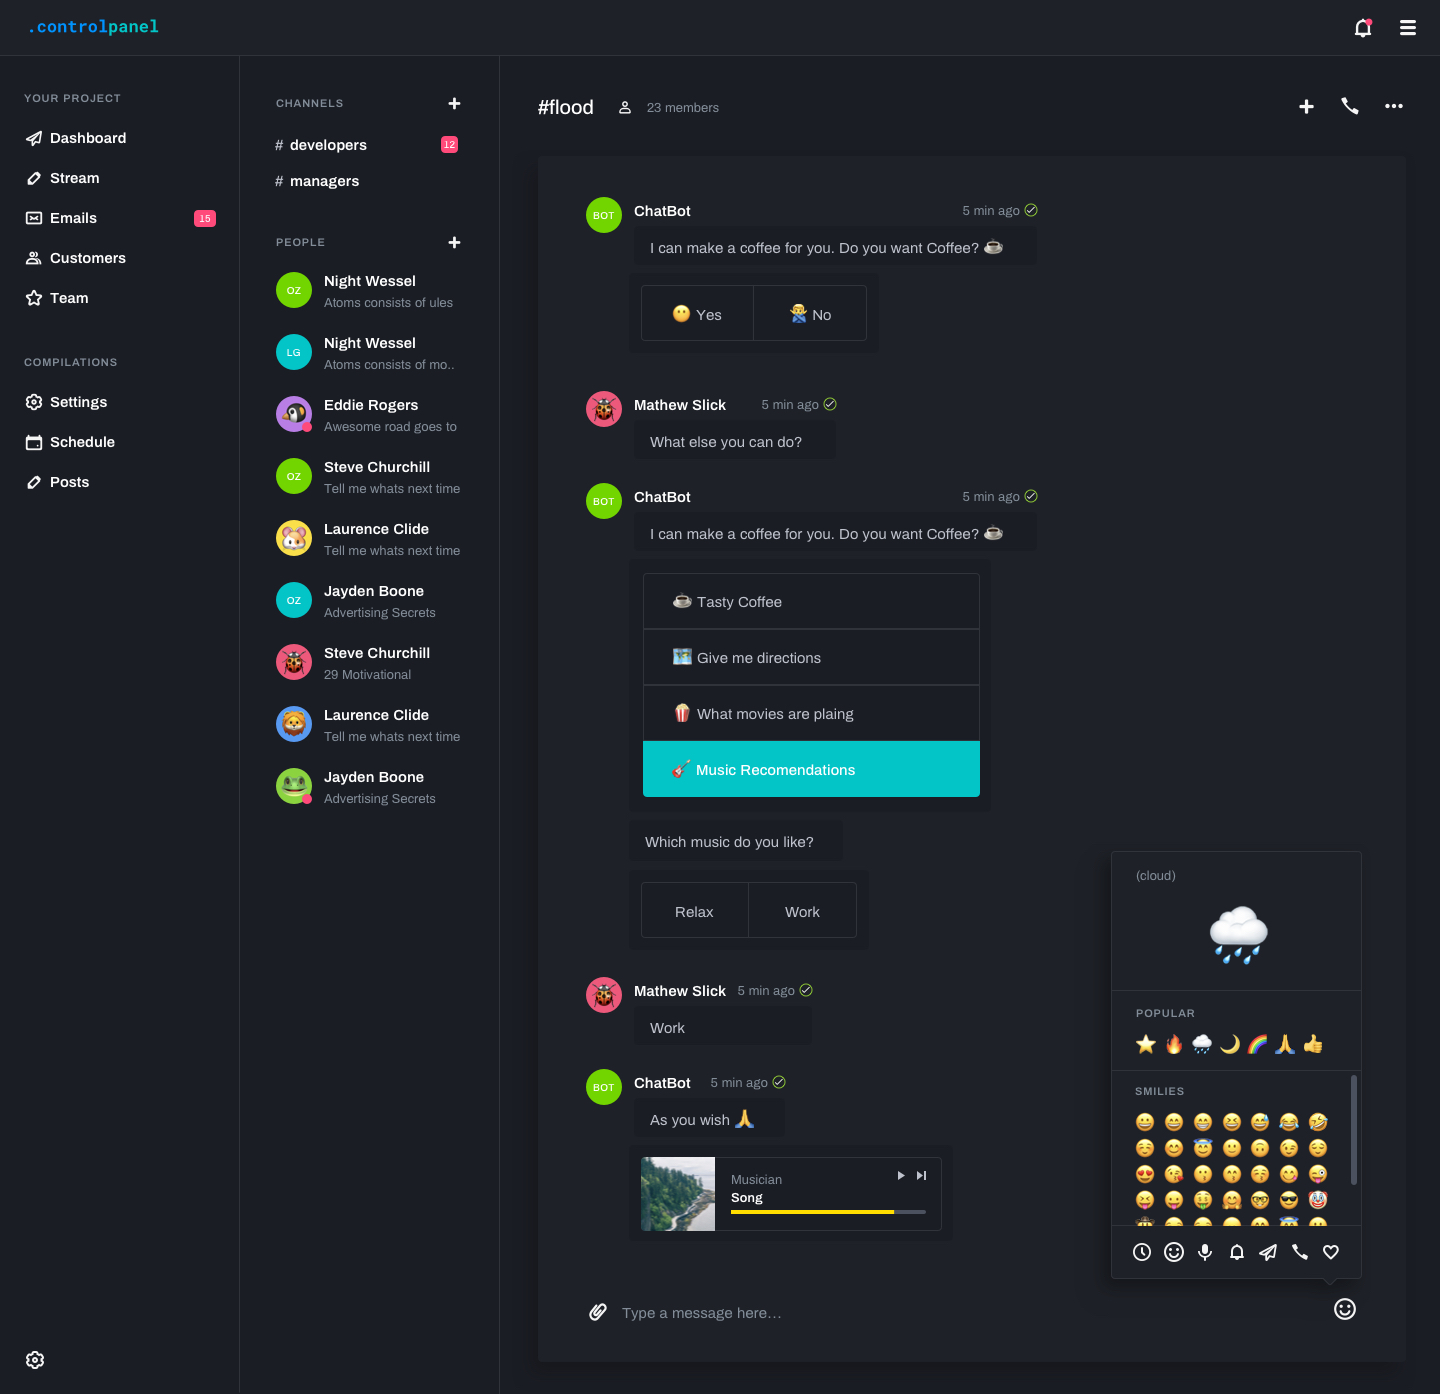 .controlpanel
YOUR PROJECT
Dashboard
Stream
Emails 15
Customers
Team
COMPILATIONS
Settings
Schedule
Posts
CHANNELS
# developers 12
# managers
PEOPLE
OZ Night Wessel
Atoms consists of ules
LG Night Wessel
Atoms consists of mo..
Eddie Rogers
Awesome road goes to
OZ Steve Churchill
Tell me whats next time
Laurence Clide
Tell me whats next time
OZ Jayden Boone
Advertising Secrets
Steve Churchill
29 Motivational
Laurence Clide
Tell me whats next time
Jayden Boone
Advertising Secrets
#flood 23 members
BOT ChatBot 5 min ago
I can make a coffee for you. Do you want Coffee? ☕
😶 Yes 🙅‍♂️ No
Mathew Slick 5 min ago
What else you can do?
BOT ChatBot 5 min ago
I can make a coffee for you. Do you want Coffee? ☕
☕ Tasty Coffee
🗺️ Give me directions
🍿 What movies are plaing
🎸 Music Recomendations
Which music do you like?
Relax Work
Mathew Slick 5 min ago
Work
BOT ChatBot 5 min ago
As you wish 🙏
Musician
Song
Type a message here...
(cloud)
POPULAR
SMILIES